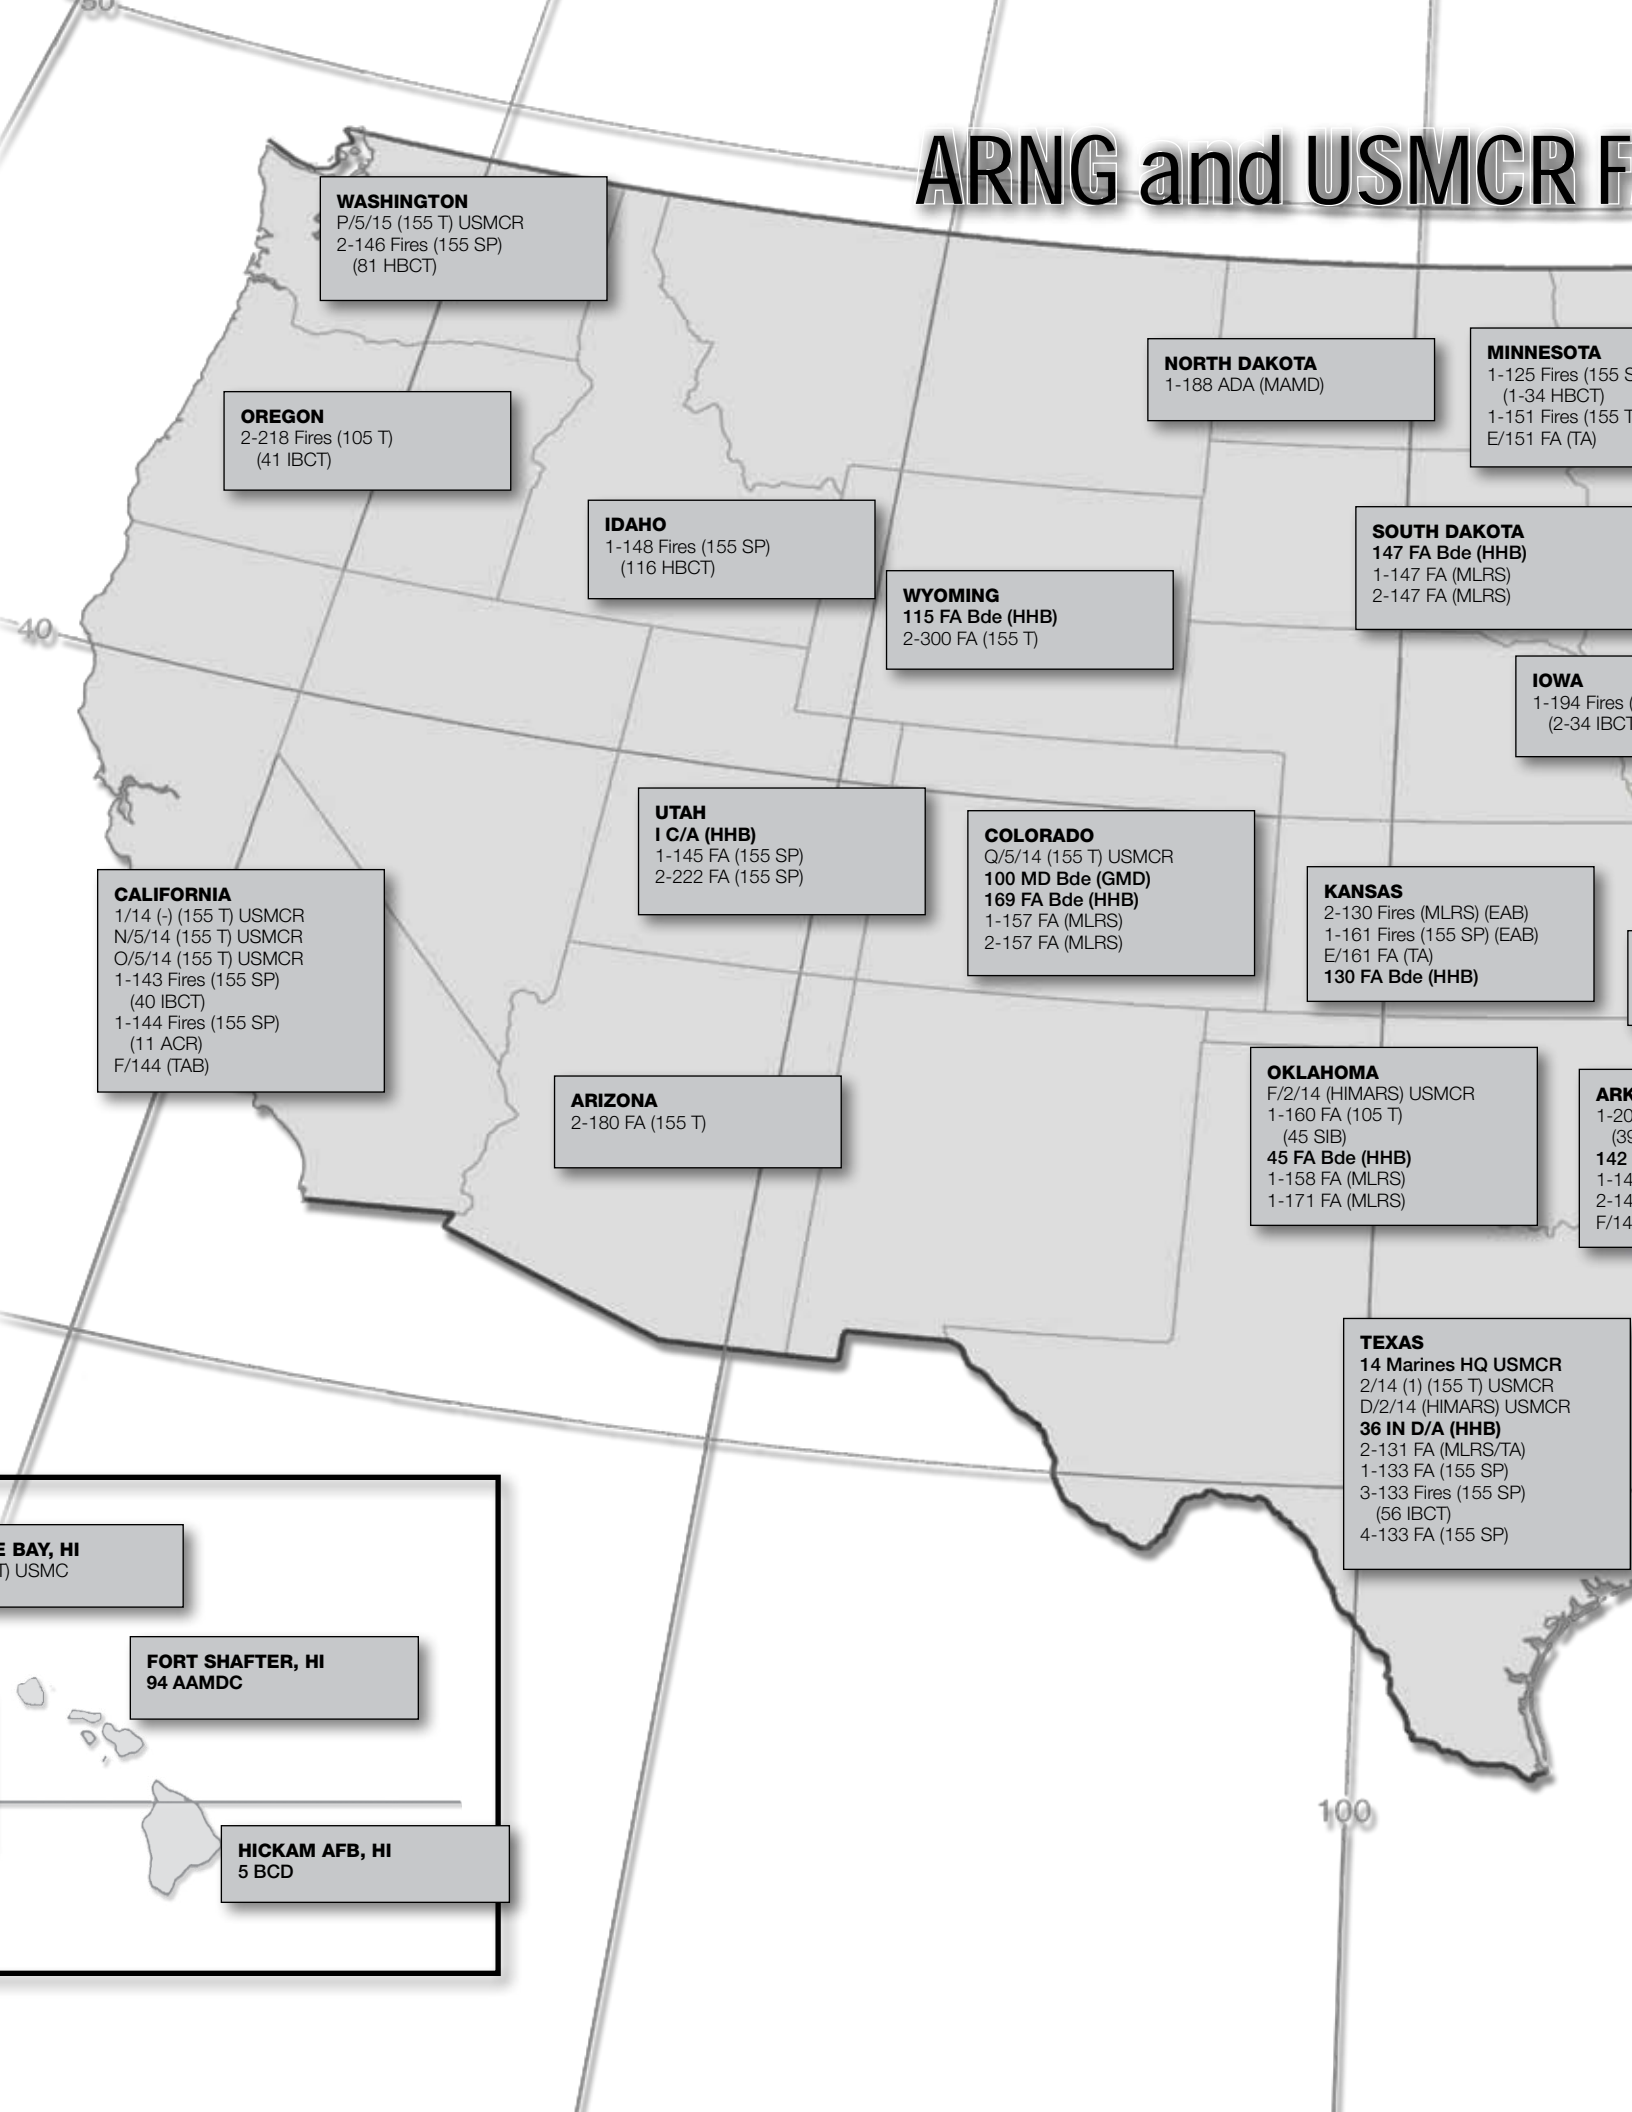 50
ARNG and USMCR F
WASHINGTON
P/5/15 (155 T) USMCR
2-146 Fires (155 SP)
(81 HBCT)
NORTH DAKOTA
1-188 ADA (MAMD)
MINNESOTA
1-125 Fires (155 S
(1-34 HBCT)
1-151 Fires (155 T
E/151 FA (TA)
OREGON
2-218 Fires (105 T)
(41 IBCT)
IDAHO
1-148 Fires (155 SP)
(116 HBCT)
SOUTH DAKOTA
147 FA Bde (HHB)
1-147 FA (MLRS)
2-147 FA (MLRS)
WYOMING
115 FA Bde (HHB)
2-300 FA (155 T)
40
IOWA
1-194 Fires (
(2-34 IBCT
UTAH
I C/A (HHB)
1-145 FA (155 SP)
2-222 FA (155 SP)
COLORADO
Q/5/14 (155 T) USMCR
100 MD Bde (GMD)
169 FA Bde (HHB)
1-157 FA (MLRS)
2-157 FA (MLRS)
KANSAS
2-130 Fires (MLRS) (EAB)
1-161 Fires (155 SP) (EAB)
E/161 FA (TA)
130 FA Bde (HHB)
CALIFORNIA
1/14 (-) (155 T) USMCR
N/5/14 (155 T) USMCR
O/5/14 (155 T) USMCR
1-143 Fires (155 SP)
(40 IBCT)
1-144 Fires (155 SP)
(11 ACR)
F/144 (TAB)
ARIZONA
2-180 FA (155 T)
OKLAHOMA
F/2/14 (HIMARS) USMCR
1-160 FA (105 T)
(45 SIB)
45 FA Bde (HHB)
1-158 FA (MLRS)
1-171 FA (MLRS)
ARK
1-20
(39
142
1-14
2-14
F/14
TEXAS
14 Marines HQ USMCR
2/14 (1) (155 T) USMCR
D/2/14 (HIMARS) USMCR
36 IN D/A (HHB)
2-131 FA (MLRS/TA)
1-133 FA (155 SP)
3-133 Fires (155 SP)
(56 IBCT)
4-133 FA (155 SP)
E BAY, HI
T) USMC
FORT SHAFTER, HI
94 AAMDC
HICKAM AFB, HI
5 BCD
100